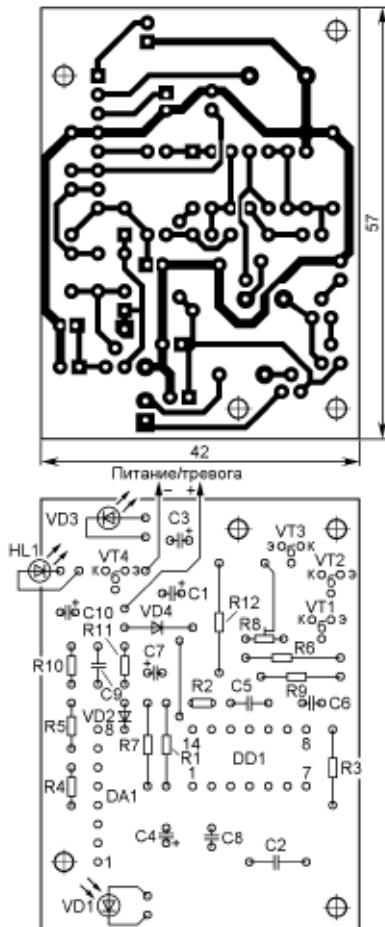 57
42
Питание/тревога
− +
VD3
C3
HL1
VT4
VT3
э б к
к б э
VT2
к б э
C1
VT1
к б э
C10
VD4
R12
R11
R8
R10
C7
R6
C9
R2
C5
R9
VD2
C6
R5
8
R7
R1
14
DD1
8
R3
1
7
R4
DA1
C4
C8
C2
1
VD1